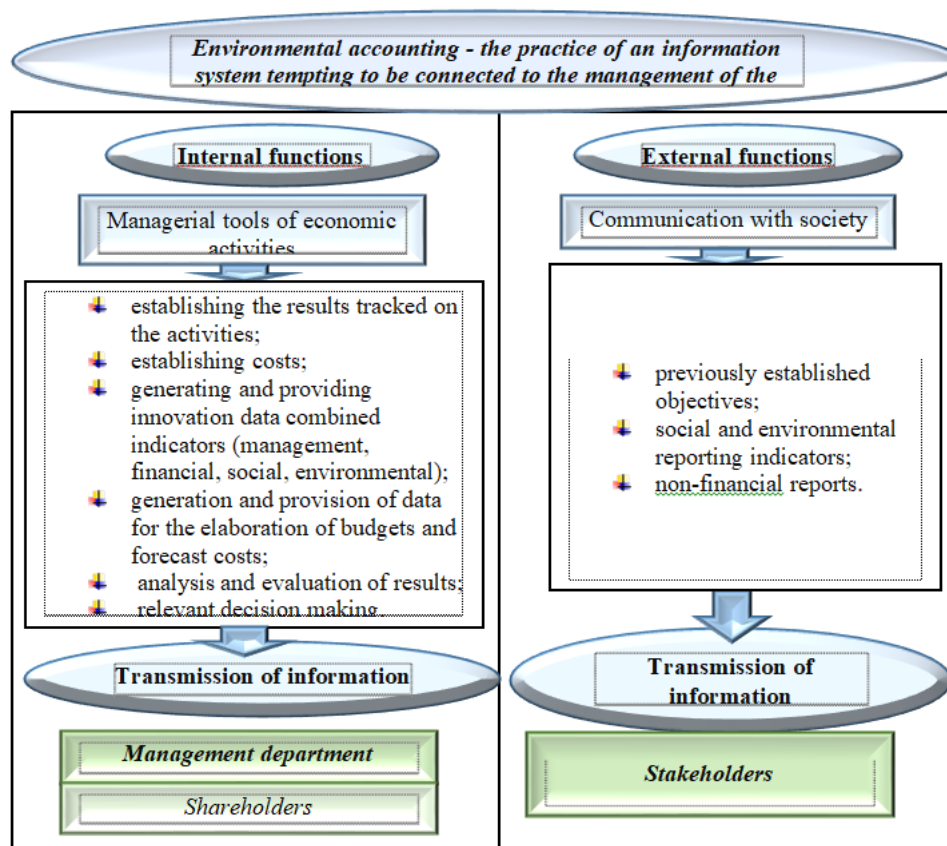 Environmental accounting - the practice of an information
system tempting to be connected to the management of the
Internal functions
Managerial tools of economic
activities
establishing the results tracked on
the activities;
establishing costs;
generating and providing
innovation data combined
indicators (management,
financial, social, environmental);
generation and provision of data
for the elaboration of budgets and
forecast costs;
analysis and evaluation of results;
relevant decision making.
Transmission of information
Management department
Shareholders
External functions
Communication with society
previously established
objectives;
social and environmental
reporting indicators;
non-financial reports.
Transmission of
information
Stakeholders